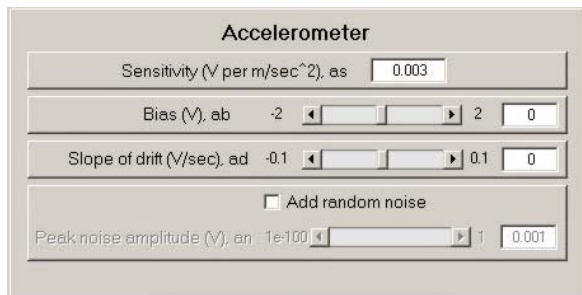 Accelerometer
Sensitivity (V per m/sec^2), as 0.003
Bias (V), ab -2 2 0
Slope of drift (V/sec), ad -0.1 0.1 0
Add random noise
Peak noise amplitude (V), an 1e-100 1 0.001